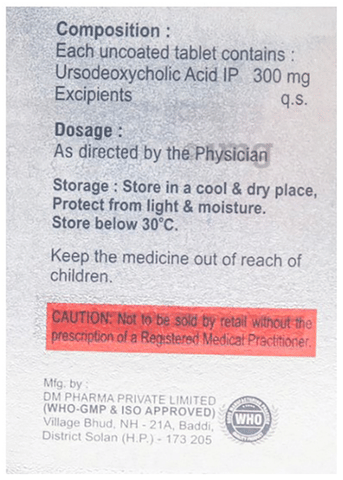 Composition :
Each uncoated tablet contains :
Ursodeoxycholic Acid IP 300 mg
Excipients q.s.
Dosage :
As directed by the Physician
Storage : Store in a cool & dry place,
Protect from light & moisture.
Store below 30°C.
Keep the medicine out of reach of
children.
CAUTION: Not to be sold by retail without the
prescription of a Registered Medical Practitioner.
Mfg. by :
DM PHARMA PRIVATE LIMITED
(WHO-GMP & ISO APPROVED)
Village Bhud, NH - 21A, Baddi,
District Solan (H.P.) - 173 205
WHO